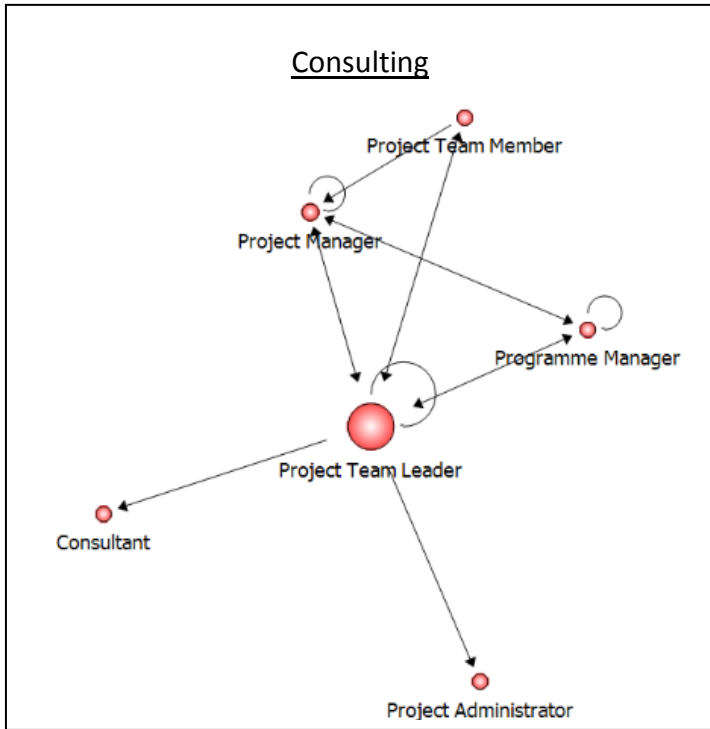 Consulting
Project Team Member
Project Manager
Programme Manager
Project Team Leader
Consultant
Project Administrator